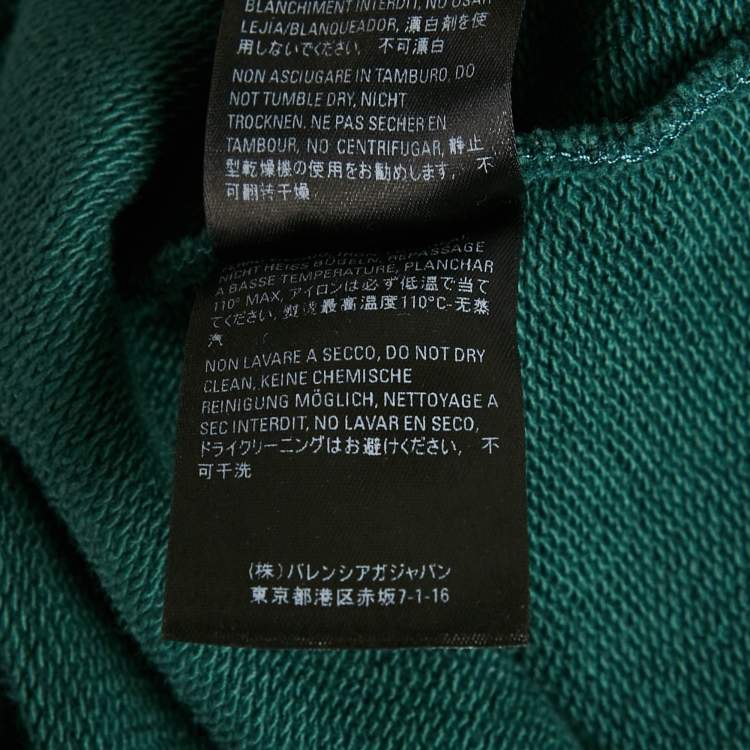 BLANCHIMENT INTERDIT, NO USAR
LEJÍA/BLANQUEADOR, 漂白剤を使
用しないでください, 不可漂白
NON ASCIUGARE IN TAMBURO, DO
NOT TUMBLE DRY, NICHT
TROCKNEN. NE PAS SECHER EN
TAMBOUR, NO CENTRIFUGAR, 静止
型乾燥機の使用をお勧めします, 不
可翻转干燥
NICHT HEISS BÜGELN, REPASSAGE
A BASSE TEMPERATURE, PLANCHAR
110° MAX, アイロンは必ず低温で当て
てください, 熨烫最高温度110°C-无蒸
汽
NON LAVARE A SECCO, DO NOT DRY
CLEAN, KEINE CHEMISCHE
REINIGUNG MÖGLICH, NETTOYAGE A
SEC INTERDIT, NO LAVAR EN SECO,
ドライクリーニングはお避けください, 不
可干洗
(株)バレンシアガジャパン
東京都港区赤坂7-1-16